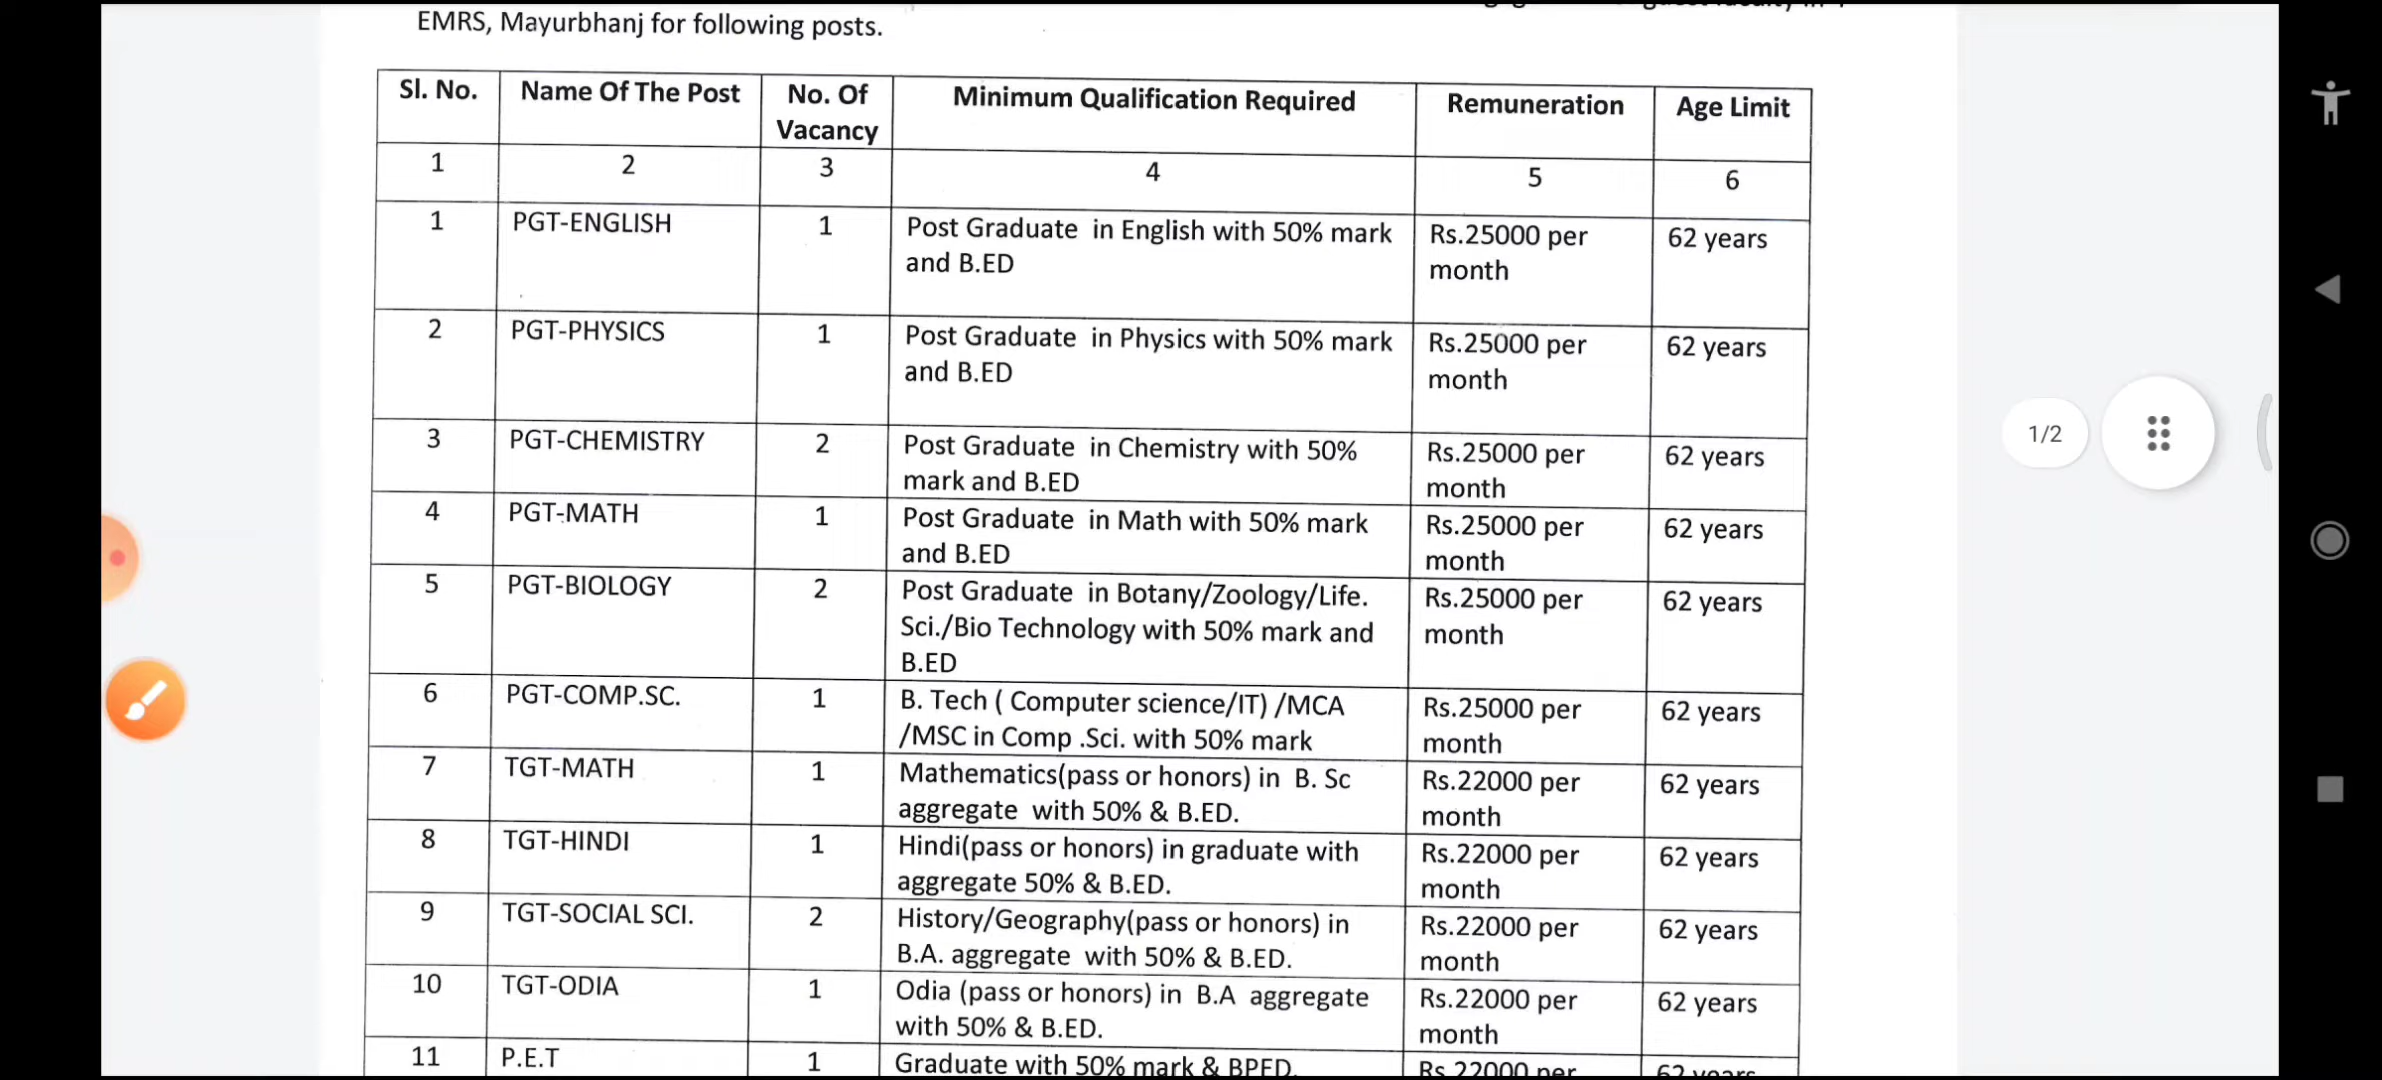 EMRS, Mayurbhanj for following posts.
Sl. No. Name Of The Post No. Of Vacancy Minimum Qualification Required Remuneration Age Limit
1 2 3 4 5 6
1 PGT-ENGLISH 1 Post Graduate in English with 50% mark Rs.25000 per 62 years
and B.ED month
2 PGT-PHYSICS 1 Post Graduate in Physics with 50% mark Rs.25000 per 62 years
and B.ED month
3 PGT-CHEMISTRY 2 Post Graduate in Chemistry with 50% Rs.25000 per 62 years
mark and B.ED month
4 PGT-MATH 1 Post Graduate in Math with 50% mark Rs.25000 per 62 years
and B.ED month
5 PGT-BIOLOGY 2 Post Graduate in Botany/Zoology/Life. Rs.25000 per 62 years
Sci./Bio Technology with 50% mark and month
B.ED
6 PGT-COMP.SC. 1 B. Tech ( Computer science/IT) /MCA Rs.25000 per 62 years
/MSC in Comp .Sci. with 50% mark month
7 TGT-MATH 1 Mathematics(pass or honors) in B. Sc Rs.22000 per 62 years
aggregate with 50% & B.ED. month
8 TGT-HINDI 1 Hindi(pass or honors) in graduate with Rs.22000 per 62 years
aggregate 50% & B.ED. month
9 TGT-SOCIAL SCI. 2 History/Geography(pass or honors) in Rs.22000 per 62 years
B.A. aggregate with 50% & B.ED. month
10 TGT-ODIA 1 Odia (pass or honors) in B.A aggregate Rs.22000 per 62 years
with 50% & B.ED. month
11 P.E.T 1 Graduate with 50% mark & BPED. Rs.22000 per 62 years
1/2